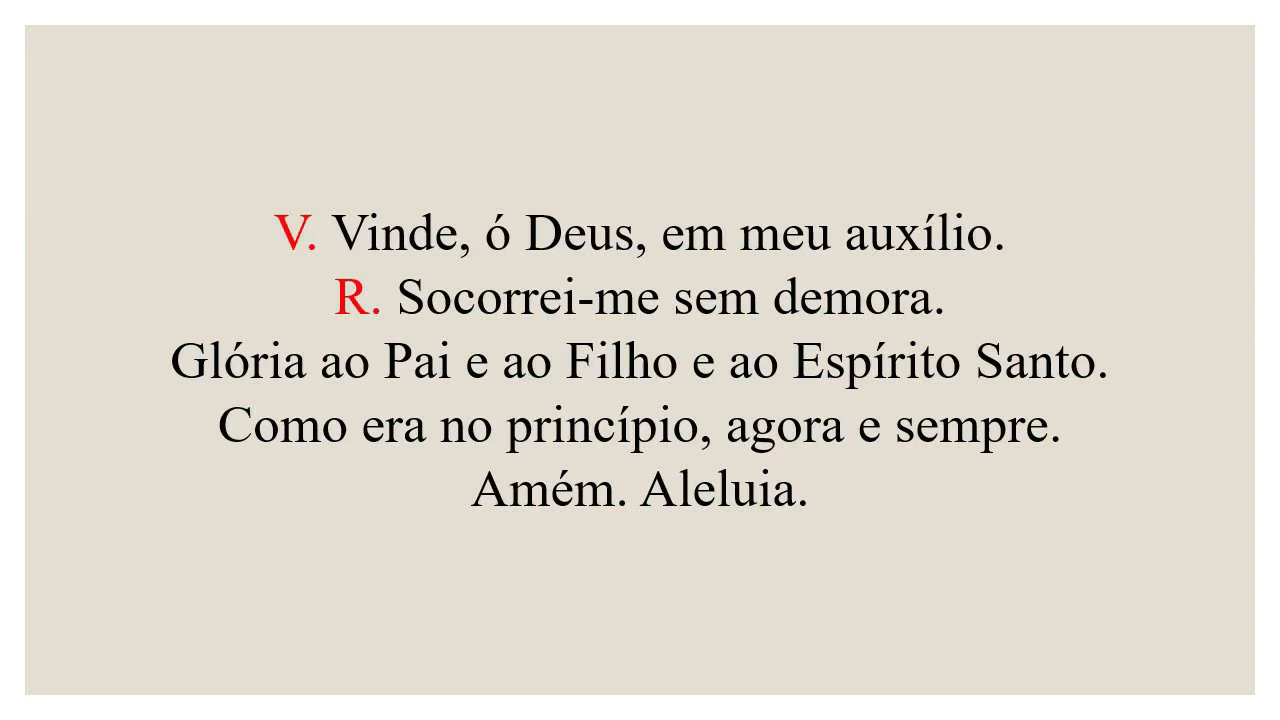 V. Vinde, ó Deus, em meu auxílio.
R. Socorrei-me sem demora.
Glória ao Pai e ao Filho e ao Espírito Santo.
Como era no princípio, agora e sempre.
Amém. Aleluia.